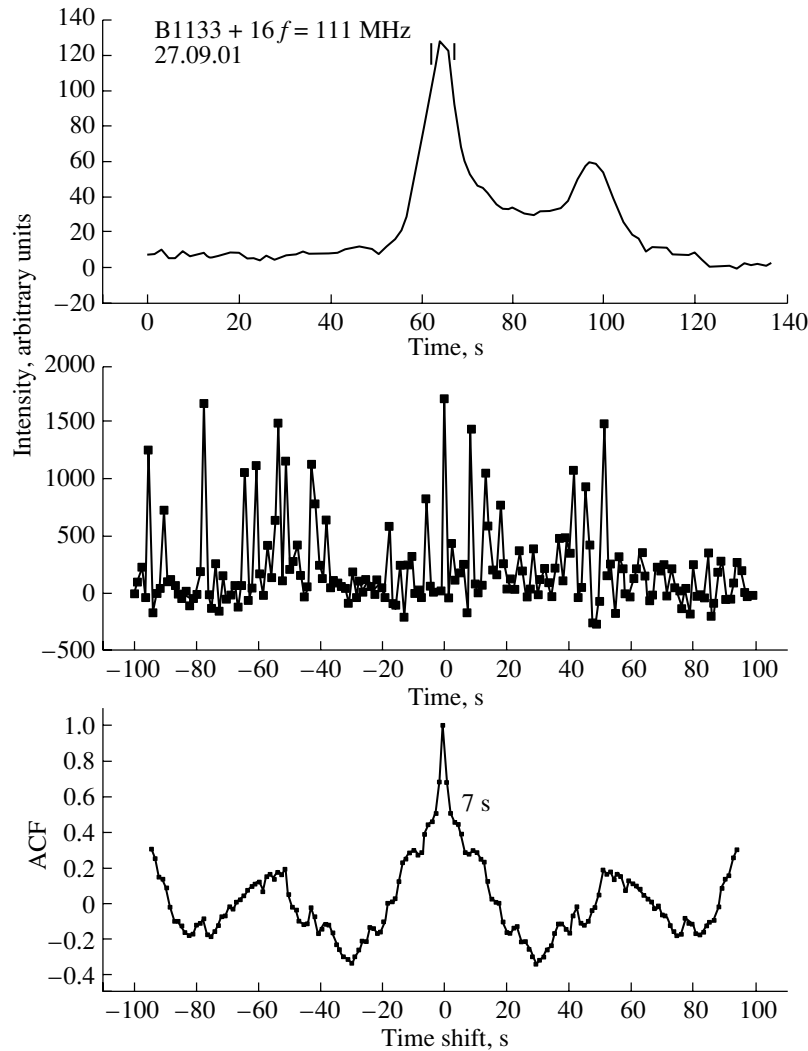 B1133 + 16 f = 111 MHz
27.09.01
140
120
100
80
60
40
20
0
−20
0 20 40 60 80 100 120 140
Time, s
Intensity, arbitrary units
2000
1500
1000
500
0
−500
−100 −80 −60 −40 −20 0 20 40 60 80 100
Time, s
1.0
0.8
0.6
0.4
0.2
0
−0.2
−0.4
ACF
7 s
−100 −80 −60 −40 −20 0 20 40 60 80 100
Time shift, s